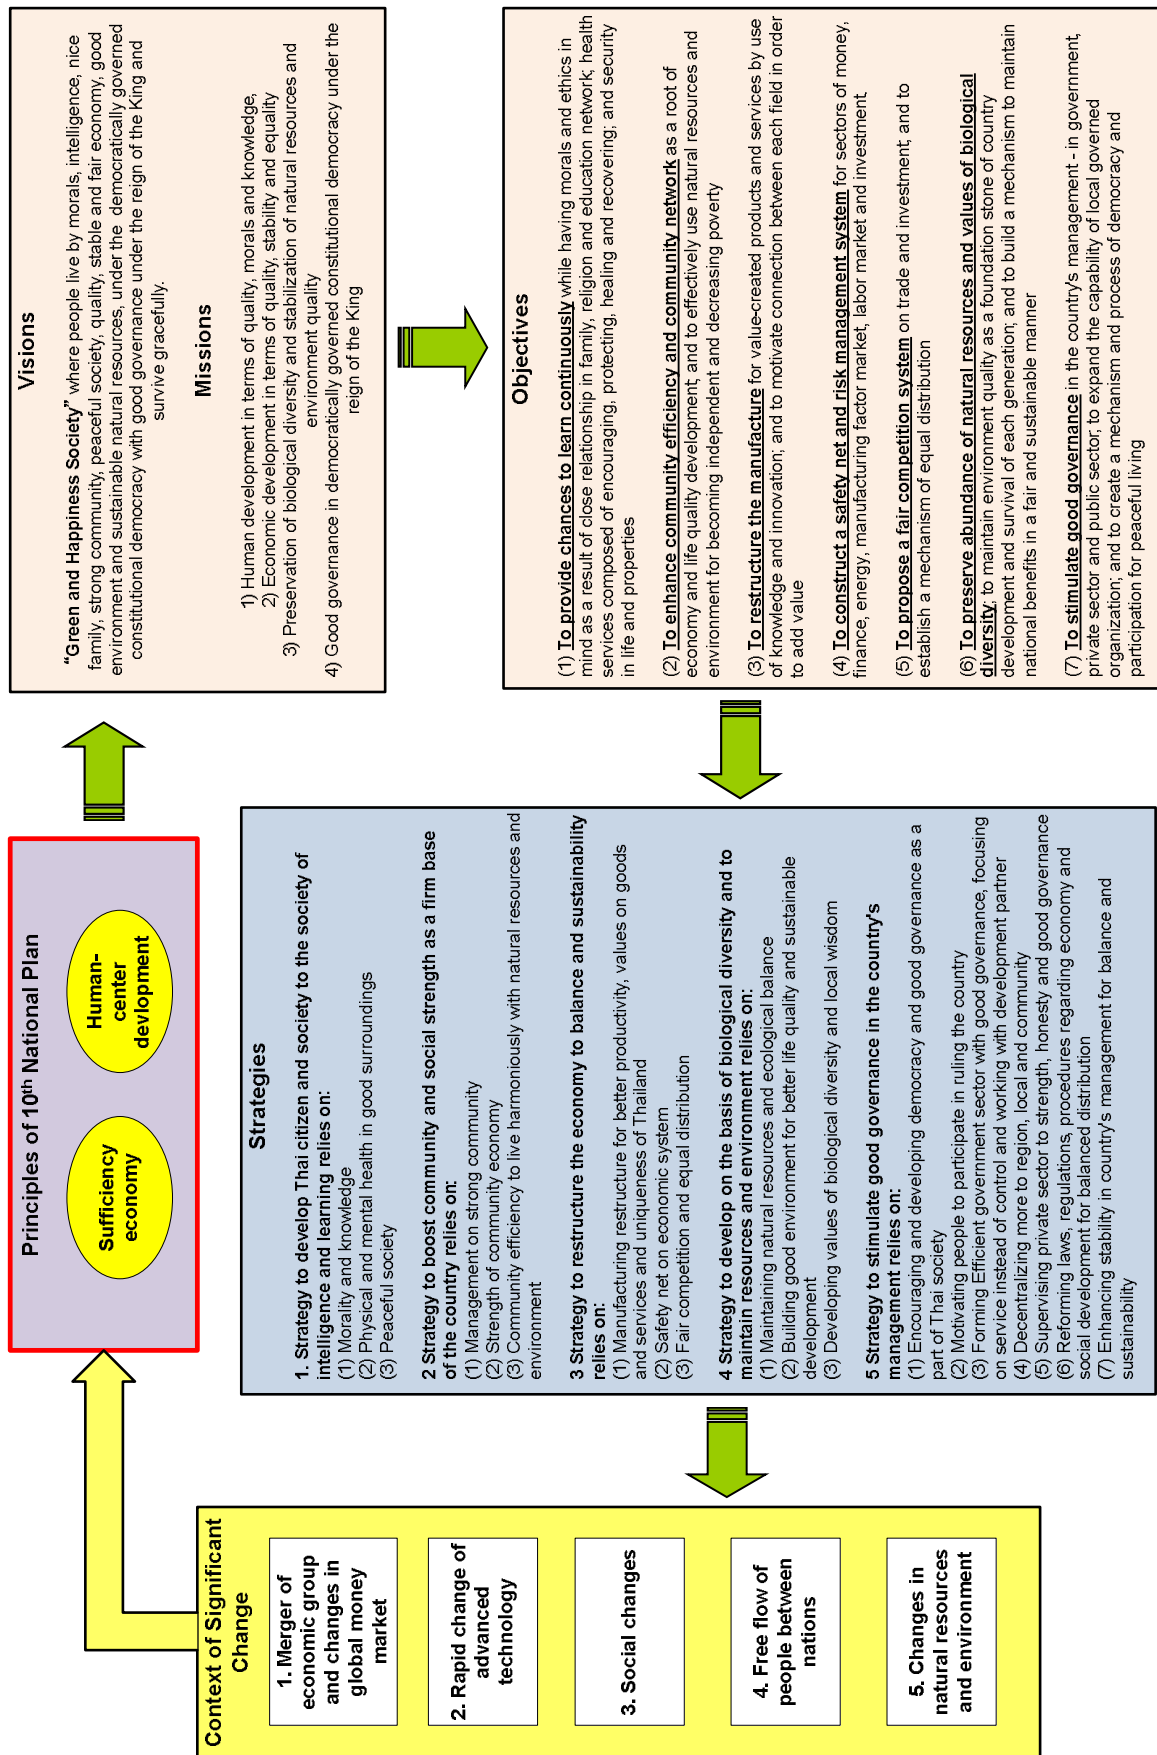 Principles of 10th National Plan
Sufficiency
economy
Human-
center
devlopment
Visions
“Green and Happiness Society” where people live by morals, intelligence, nice
family, strong community, peaceful society, quality, stable and fair economy, good
environment and sustainable natural resources, under the democratically governed
constitutional democracy with good governance under the reign of the King and
survive gracefully.
Missions
1) Human development in terms of quality, morals and knowledge,
2) Economic development in terms of quality, stability and equality
3) Preservation of biological diversity and stabilization of natural resources and
environment quality
4) Good governance in democratically governed constitutional democracy under the
reign of the King
Context of Significant
Change
1. Merger of
economic group
and changes in
global money
market
2. Rapid change of
advanced
technology
3. Social changes
4. Free flow of
people between
nations
5. Changes in
natural resources
and environment
Strategies
1. Strategy to develop Thai citizen and society to the society of
intelligence and learning relies on:
(1) Morality and knowledge
(2) Physical and mental health in good surroundings
(3) Peaceful society
2 Strategy to boost community and social strength as a firm base
of the country relies on:
(1) Management on strong community
(2) Strength of community economy
(3) Community efficiency to live harmoniously with natural resources and
environment
3 Strategy to restructure the economy to balance and sustainability
relies on:
(1) Manufacturing restructure for better productivity, values on goods
and services and uniqueness of Thailand
(2) Safety net on economic system
(3) Fair competition and equal distribution
4 Strategy to develop on the basis of biological diversity and to
maintain resources and environment relies on:
(1) Maintaining natural resources and ecological balance
(2) Building good environment for better life quality and sustainable
development
(3) Developing values of biological diversity and local wisdom
5 Strategy to stimulate good governance in the country's
management relies on:
(1) Encouraging and developing democracy and good governance as a
part of Thai society
(2) Motivating people to participate in ruling the country
(3) Forming Efficient government sector with good governance, focusing
on service instead of control and working with development partner
(4) Decentralizing more to region, local and community
(5) Supervising private sector to strength, honesty and good governance
(6) Reforming laws, regulations, procedures regarding economy and
social development for balanced distribution
(7) Enhancing stability in country's management for balance and
sustainability
Objectives
(1) To provide chances to learn continuously while having morals and ethics in
mind as a result of close relationship in family, religion and education network; health
services composed of encouraging, protecting, healing and recovering; and security
in life and properties
(2) To enhance community efficiency and community network as a root of
economy and life quality development; and to effectively use natural resources and
environment for becoming independent and decreasing poverty
(3) To restructure the manufacture for value-created products and services by use
of knowledge and innovation; and to motivate connection between each field in order
to add value
(4) To construct a safety net and risk management system for sectors of money,
finance, energy, manufacturing factor market, labor market and investment,
(5) To propose a fair competition system on trade and investment; and to
establish a mechanism of equal distribution
(6) To preserve abundance of natural resources and values of biological
diversity; to maintain environment quality as a foundation stone of country
development and survival of each generation; and to build a mechanism to maintain
national benefits in a fair and sustainable manner
(7) To stimulate good governance in the country's management - in government,
private sector and public sector; to expand the capability of local governed
organization; and to create a mechanism and process of democracy and
participation for peaceful living